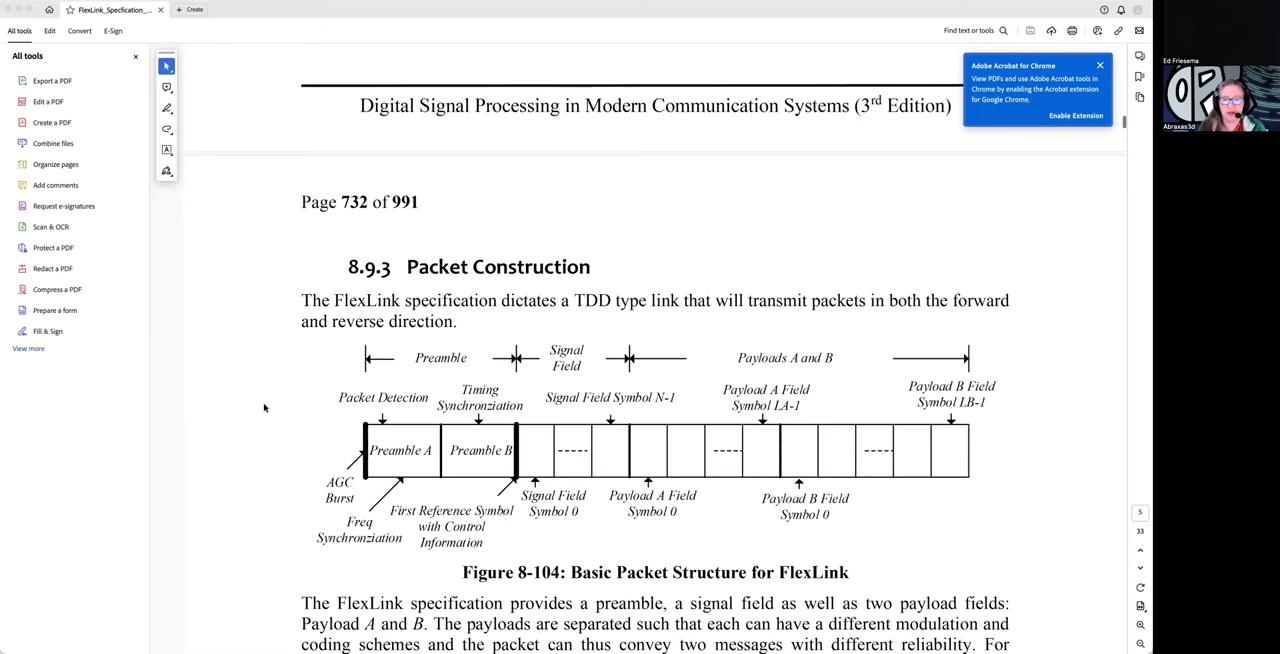 FlexLink_Specfication_...
Create
All tools
Edit
Convert
E-Sign
Find text or tools
All tools
Export a PDF
Edit a PDF
Create a PDF
Combine files
Organize pages
Add comments
Request e-signatures
Scan & OCR
Protect a PDF
Redact a PDF
Compress a PDF
Prepare a form
Fill & Sign
View more
Adobe Acrobat for Chrome
View PDFs and use Adobe Acrobat tools in
Chrome by enabling the Acrobat extension
for Google Chrome.
Enable Extension
Ed Friesema
Abraxas3d
Digital Signal Processing in Modern Communication Systems (3rd Edition)
Page 732 of 991
8.9.3 Packet Construction
The FlexLink specification dictates a TDD type link that will transmit packets in both the forward
and reverse direction.
Preamble
Signal
Field
Payloads A and B
Packet Detection
Timing
Synchronziation
Signal Field Symbol N-1
Payload A Field
Symbol LA-1
Payload B Field
Symbol LB-1
Preamble A
Preamble B
AGC
Burst
Freq
Synchronziation
First Reference Symbol
with Control
Information
Signal Field
Symbol 0
Payload A Field
Symbol 0
Payload B Field
Symbol 0
Figure 8-104: Basic Packet Structure for FlexLink
The FlexLink specification provides a preamble, a signal field as well as two payload fields:
Payload A and B. The payloads are separated such that each can have a different modulation and
coding schemes and the packet can thus convey two messages with different reliability. For
5
33